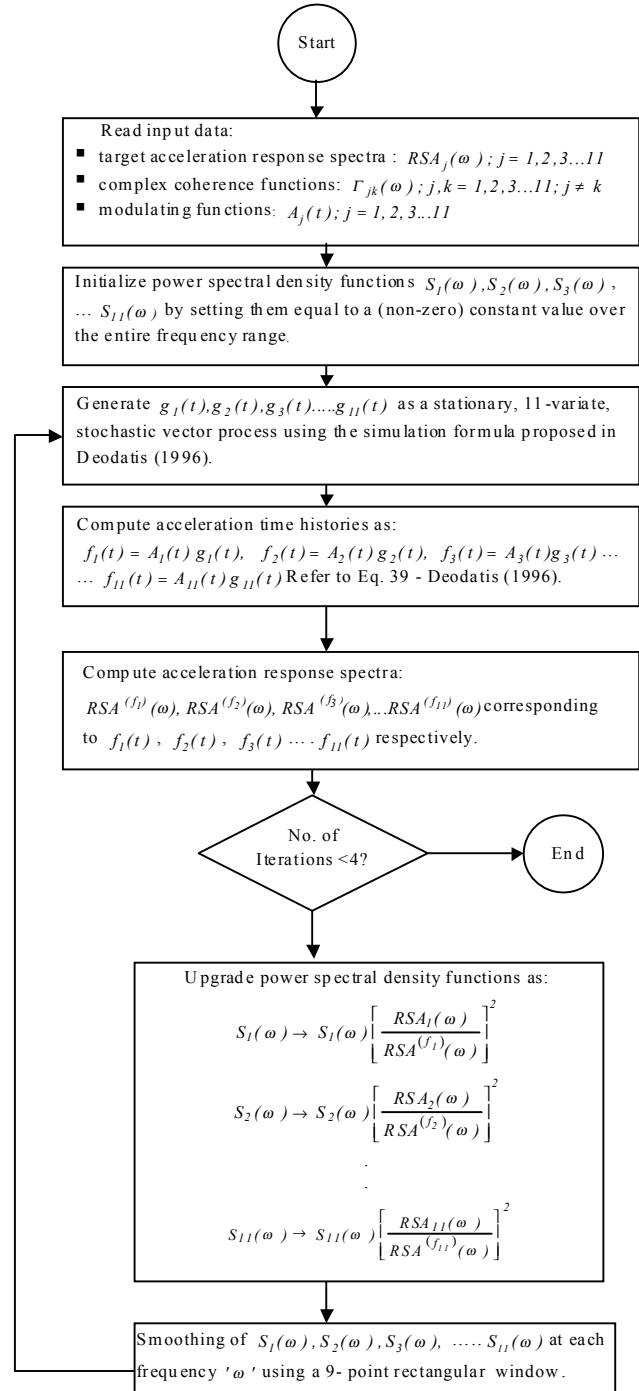 Start
Read input data:
▪ target acceleration response spectra : RSA_j(ω) ; j = 1,2,3...11
▪ complex coherence functions: Γ_jk(ω) ; j,k = 1,2,3...11; j ≠ k
▪ modulating functions: A_j(t); j = 1,2,3...11
Initialize power spectral density functions S_1(ω),S_2(ω),S_3(ω) ,
... S_11(ω) by setting them equal to a (non-zero) constant value over
the entire frequency range.
Generate g_1(t),g_2(t),g_3(t).....g_11(t) as a stationary, 11-variate,
stochastic vector process using the simulation formula proposed in
Deodatis (1996).
Compute acceleration time histories as:
f_1(t) = A_1(t) g_1(t), f_2(t) = A_2(t) g_2(t), f_3(t) = A_3(t)g_3(t) ...
... f_11(t) = A_11(t) g_11(t) Refer to Eq. 39 - Deodatis (1996).
Compute acceleration response spectra:
RSA^(f_1)(ω), RSA^(f_2)(ω), RSA^(f_3)(ω),...RSA^(f_11)(ω) corresponding
to f_1(t) , f_2(t) , f_3(t) .... f_11(t) respectively.
No. of
Iterations <4?
End
Upgrade power spectral density functions as:
S_1(ω) → S_1(ω) [RSA_1(ω) / RSA^(f_1)(ω)]^2
S_2(ω) → S_2(ω) [RSA_2(ω) / RSA^(f_2)(ω)]^2
.
.
S_11(ω) → S_11(ω) [RSA_11(ω) / RSA^(f_11)(ω)]^2
Smoothing of S_1(ω),S_2(ω),S_3(ω), ..... S_11(ω) at each
frequency 'ω' using a 9- point rectangular window.